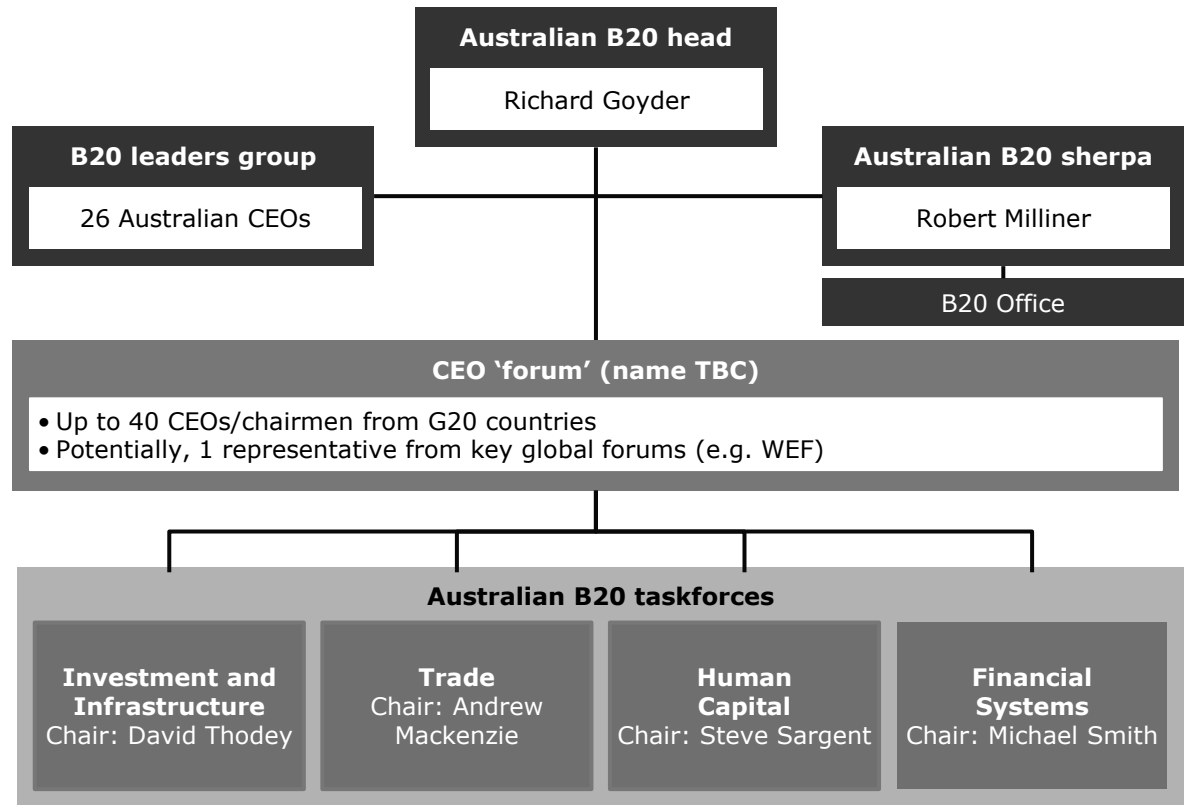 Australian B20 head
Richard Goyder
B20 leaders group
26 Australian CEOs
Australian B20 sherpa
Robert Milliner
B20 Office
CEO ‘forum’ (name TBC)
• Up to 40 CEOs/chairmen from G20 countries
• Potentially, 1 representative from key global forums (e.g. WEF)
Australian B20 taskforces
Investment and
Infrastructure
Chair: David Thodey
Trade
Chair: Andrew
Mackenzie
Human
Capital
Chair: Steve Sargent
Financial
Systems
Chair: Michael Smith